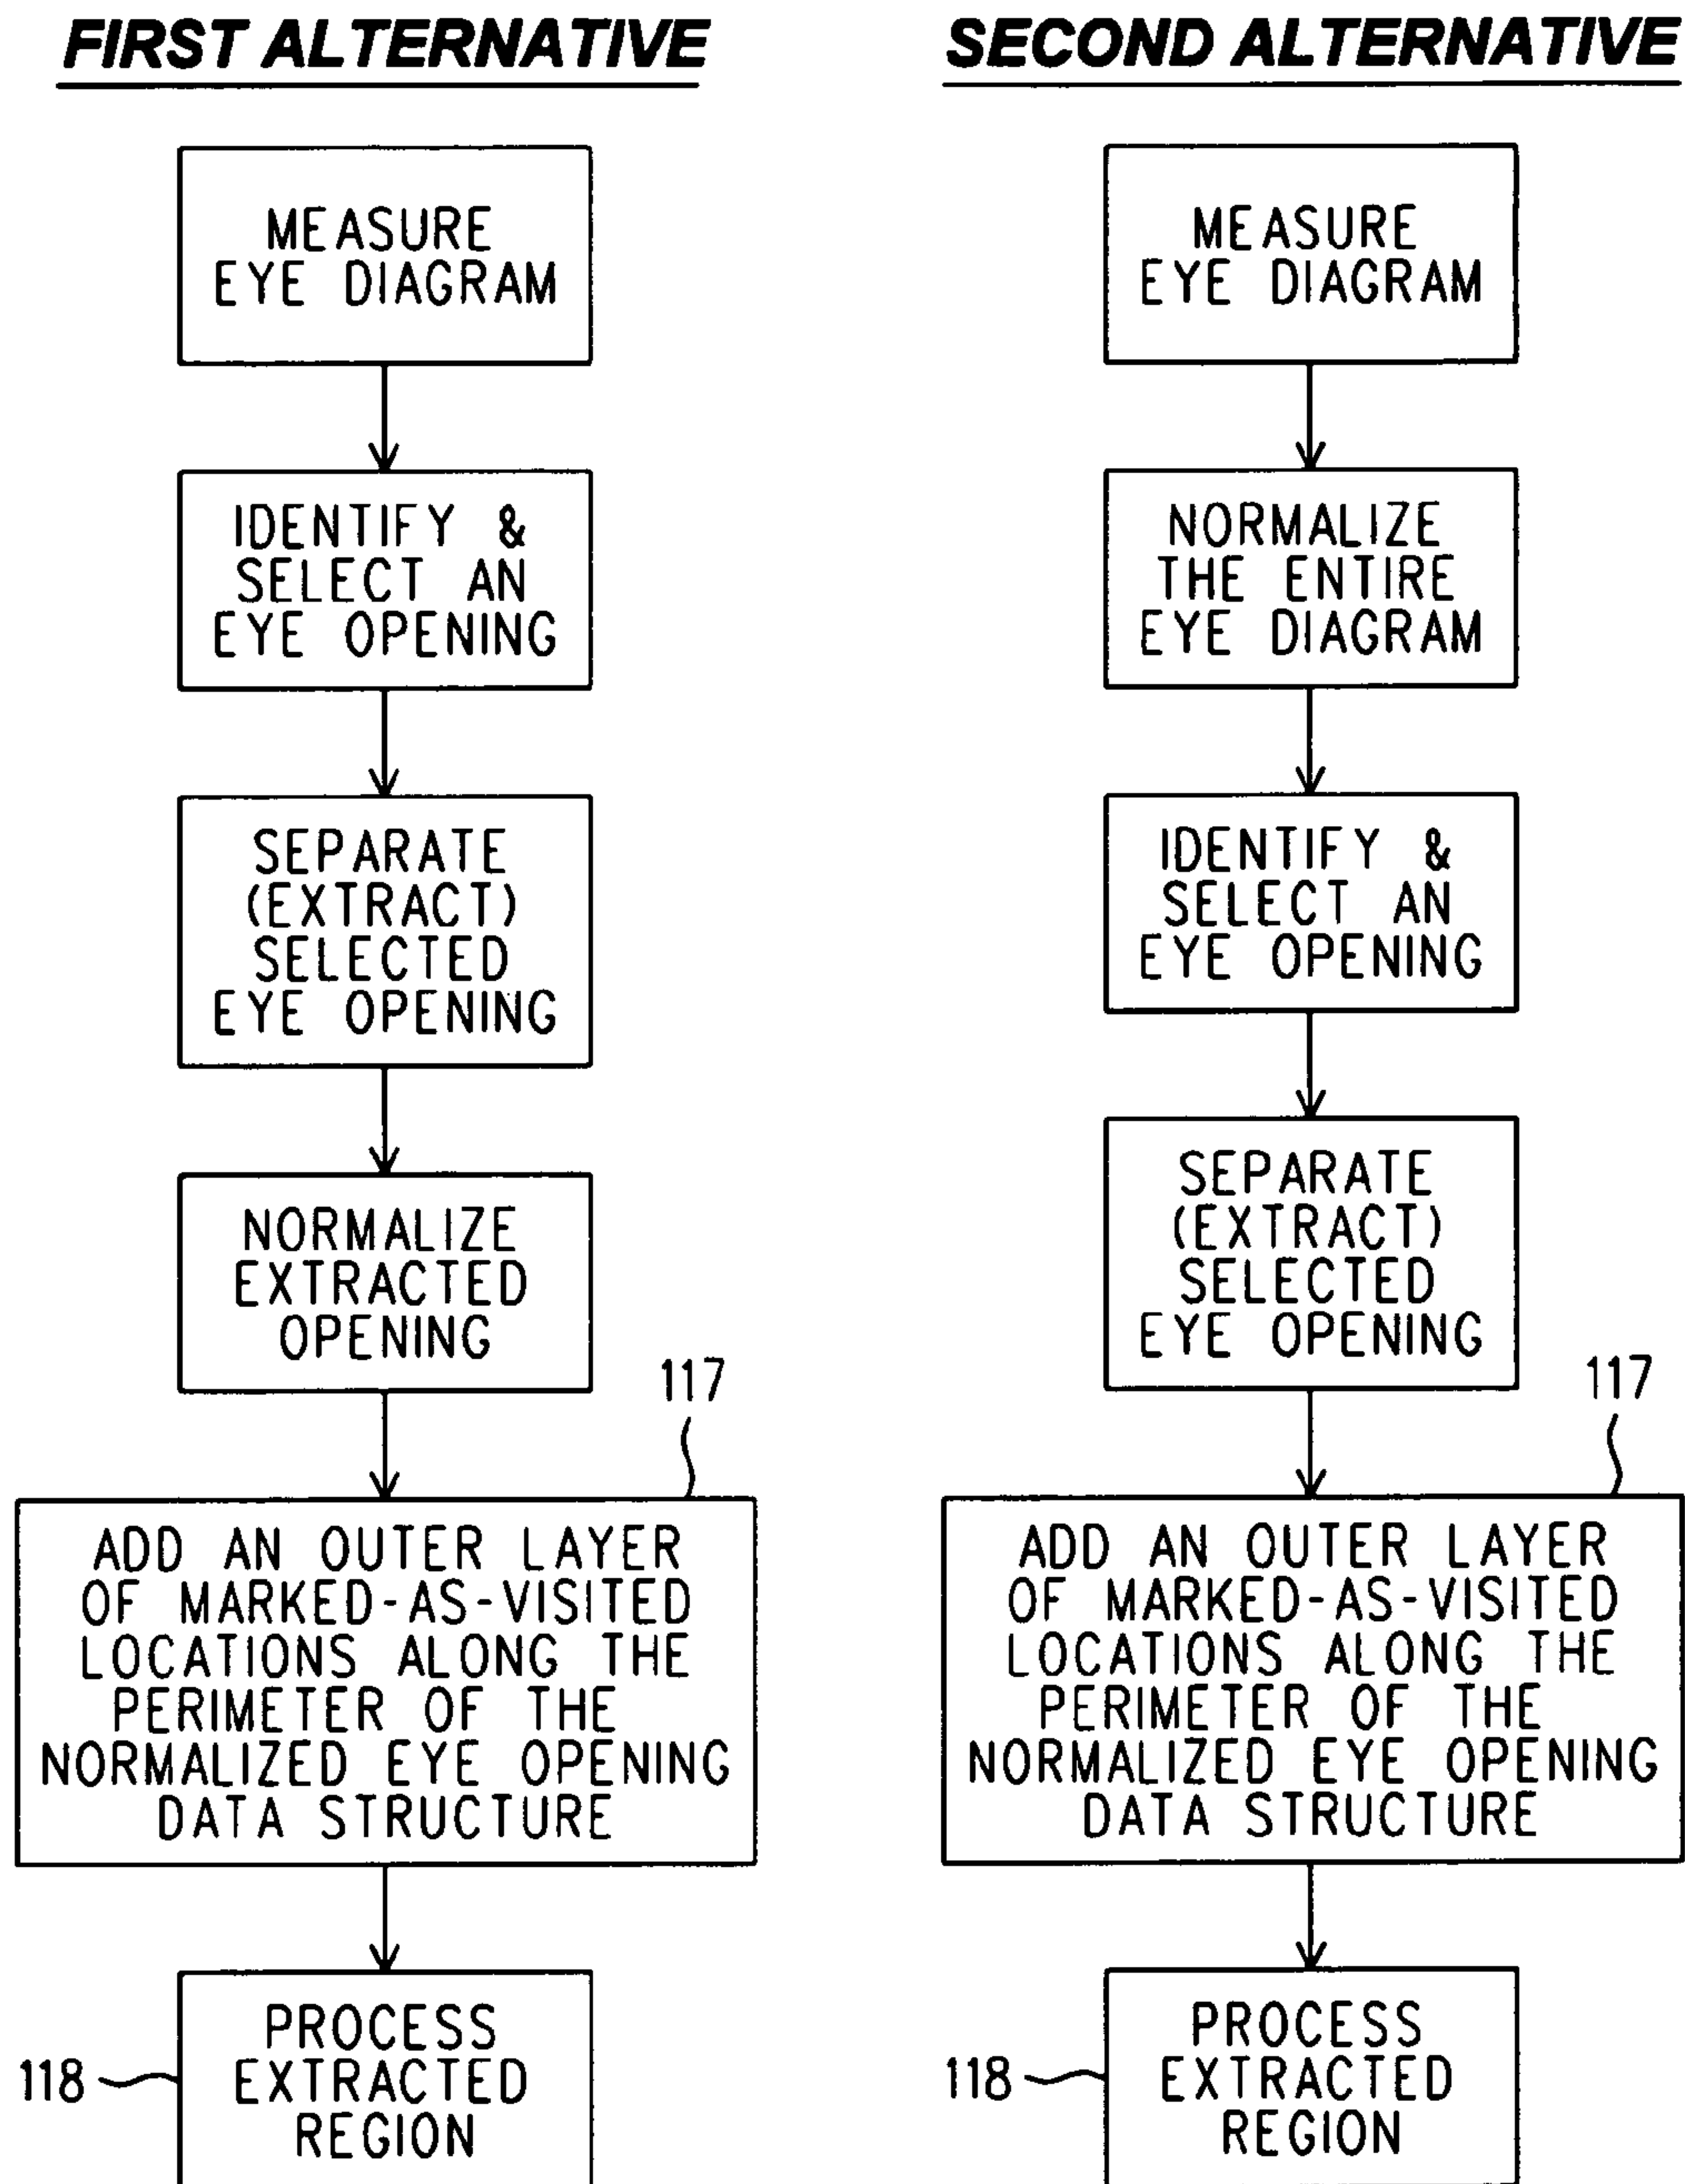 FIRST ALTERNATIVE
MEASURE
EYE DIAGRAM
IDENTIFY &
SELECT AN
EYE OPENING
SEPARATE
(EXTRACT)
SELECTED
EYE OPENING
NORMALIZE
EXTRACTED
OPENING
117
ADD AN OUTER LAYER
OF MARKED-AS-VISITED
LOCATIONS ALONG THE
PERIMETER OF THE
NORMALIZED EYE OPENING
DATA STRUCTURE
118
PROCESS
EXTRACTED
REGION
SECOND ALTERNATIVE
MEASURE
EYE DIAGRAM
NORMALIZE
THE ENTIRE
EYE DIAGRAM
IDENTIFY &
SELECT AN
EYE OPENING
SEPARATE
(EXTRACT)
SELECTED
EYE OPENING
117
ADD AN OUTER LAYER
OF MARKED-AS-VISITED
LOCATIONS ALONG THE
PERIMETER OF THE
NORMALIZED EYE OPENING
DATA STRUCTURE
118
PROCESS
EXTRACTED
REGION